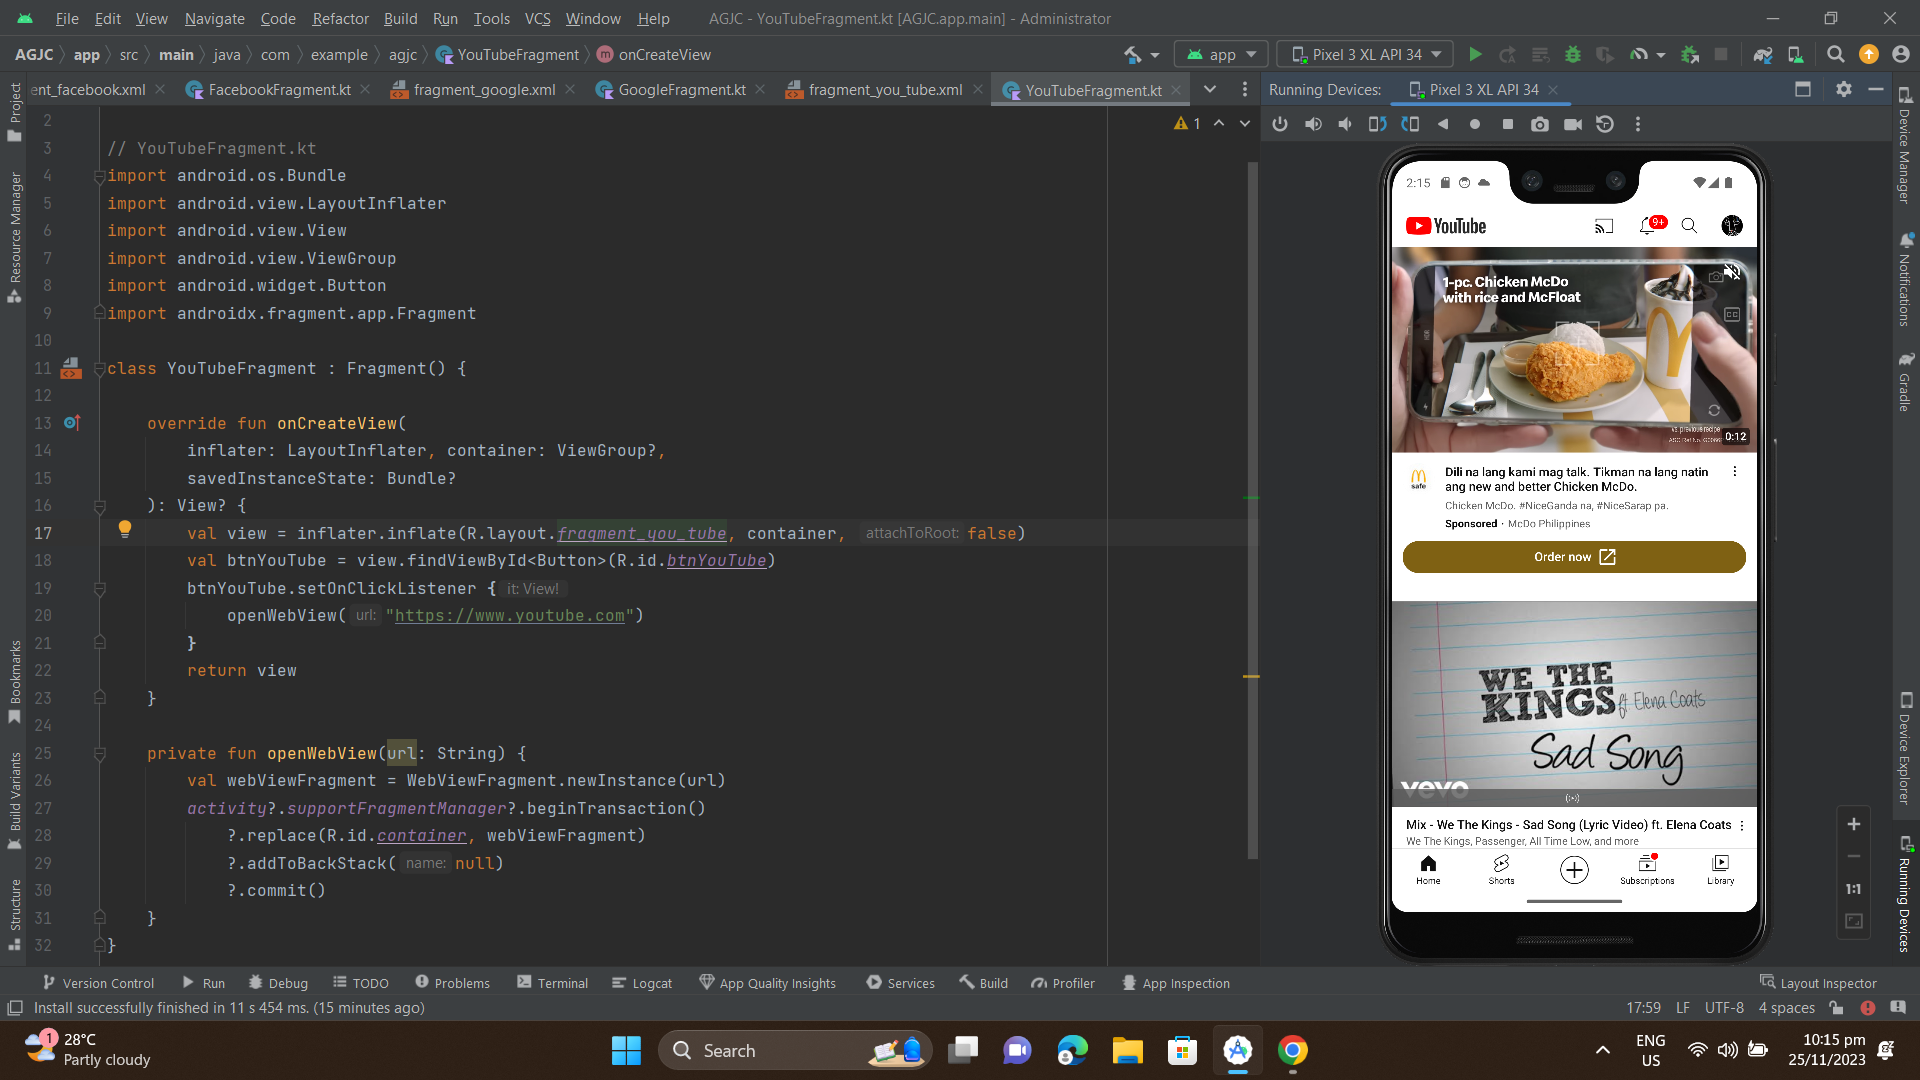 File Edit View Navigate Code Refactor Build Run Tools VCS Window Help AGJC - YouTubeFragment.kt [AGJC.app.main] - Administrator
AGJC app src main java com example agjc YouTubeFragment onCreateView app Pixel 3 XL API 34
ent_facebook.xml FacebookFragment.kt fragment_google.xml GoogleFragment.kt fragment_you_tube.xml YouTubeFragment.kt Running Devices: Pixel 3 XL API 34
Project
Resource Manager
Bookmarks
Build Variants
Structure
1
2
3 // YouTubeFragment.kt
4 import android.os.Bundle
5 import android.view.LayoutInflater
6 import android.view.View
7 import android.view.ViewGroup
8 import android.widget.Button
9 import androidx.fragment.app.Fragment
10
11 class YouTubeFragment : Fragment() {
12
13 override fun onCreateView(
14 inflater: LayoutInflater, container: ViewGroup?,
15 savedInstanceState: Bundle?
16 ): View? {
17 val view = inflater.inflate(R.layout.fragment_you_tube, container, attachToRoot: false)
18 val btnYouTube = view.findViewById<Button>(R.id.btnYouTube)
19 btnYouTube.setOnClickListener { it: View!
20 openWebView( url: "https://www.youtube.com")
21 }
22 return view
23 }
24
25 private fun openWebView(url: String) {
26 val webViewFragment = WebViewFragment.newInstance(url)
27 activity?.supportFragmentManager?.beginTransaction()
28 ?.replace(R.id.container, webViewFragment)
29 ?.addToBackStack( name: null)
30 ?.commit()
31 }
32 }
2:15
YouTube 9+
1-pc. Chicken McDo
with rice and McFloat
CC
HDR
vs. previous recipe
0:12
safe
Dili na lang kami mag talk. Tikman na lang natin
ang new and better Chicken McDo.
Chicken McDo. #NiceGanda na, #NiceSarap pa.
Sponsored · McDo Philippines
Order now
WE THE
KINGS ft. Elena Coats
Sad Song
vevo
Mix - We The Kings - Sad Song (Lyric Video) ft. Elena Coats
We The Kings, Passenger, All Time Low, and more
Home Shorts Subscriptions Library
1:1
Device Manager
Notifications
Gradle
Device Explorer
Running Devices
Version Control Run Debug TODO Problems Terminal Logcat App Quality Insights Services Build Profiler App Inspection Layout Inspector
Install successfully finished in 11 s 454 ms. (15 minutes ago) 17:59 LF UTF-8 4 spaces
1
28°C
Partly cloudy
Search
ENG
US
10:15 pm
25/11/2023